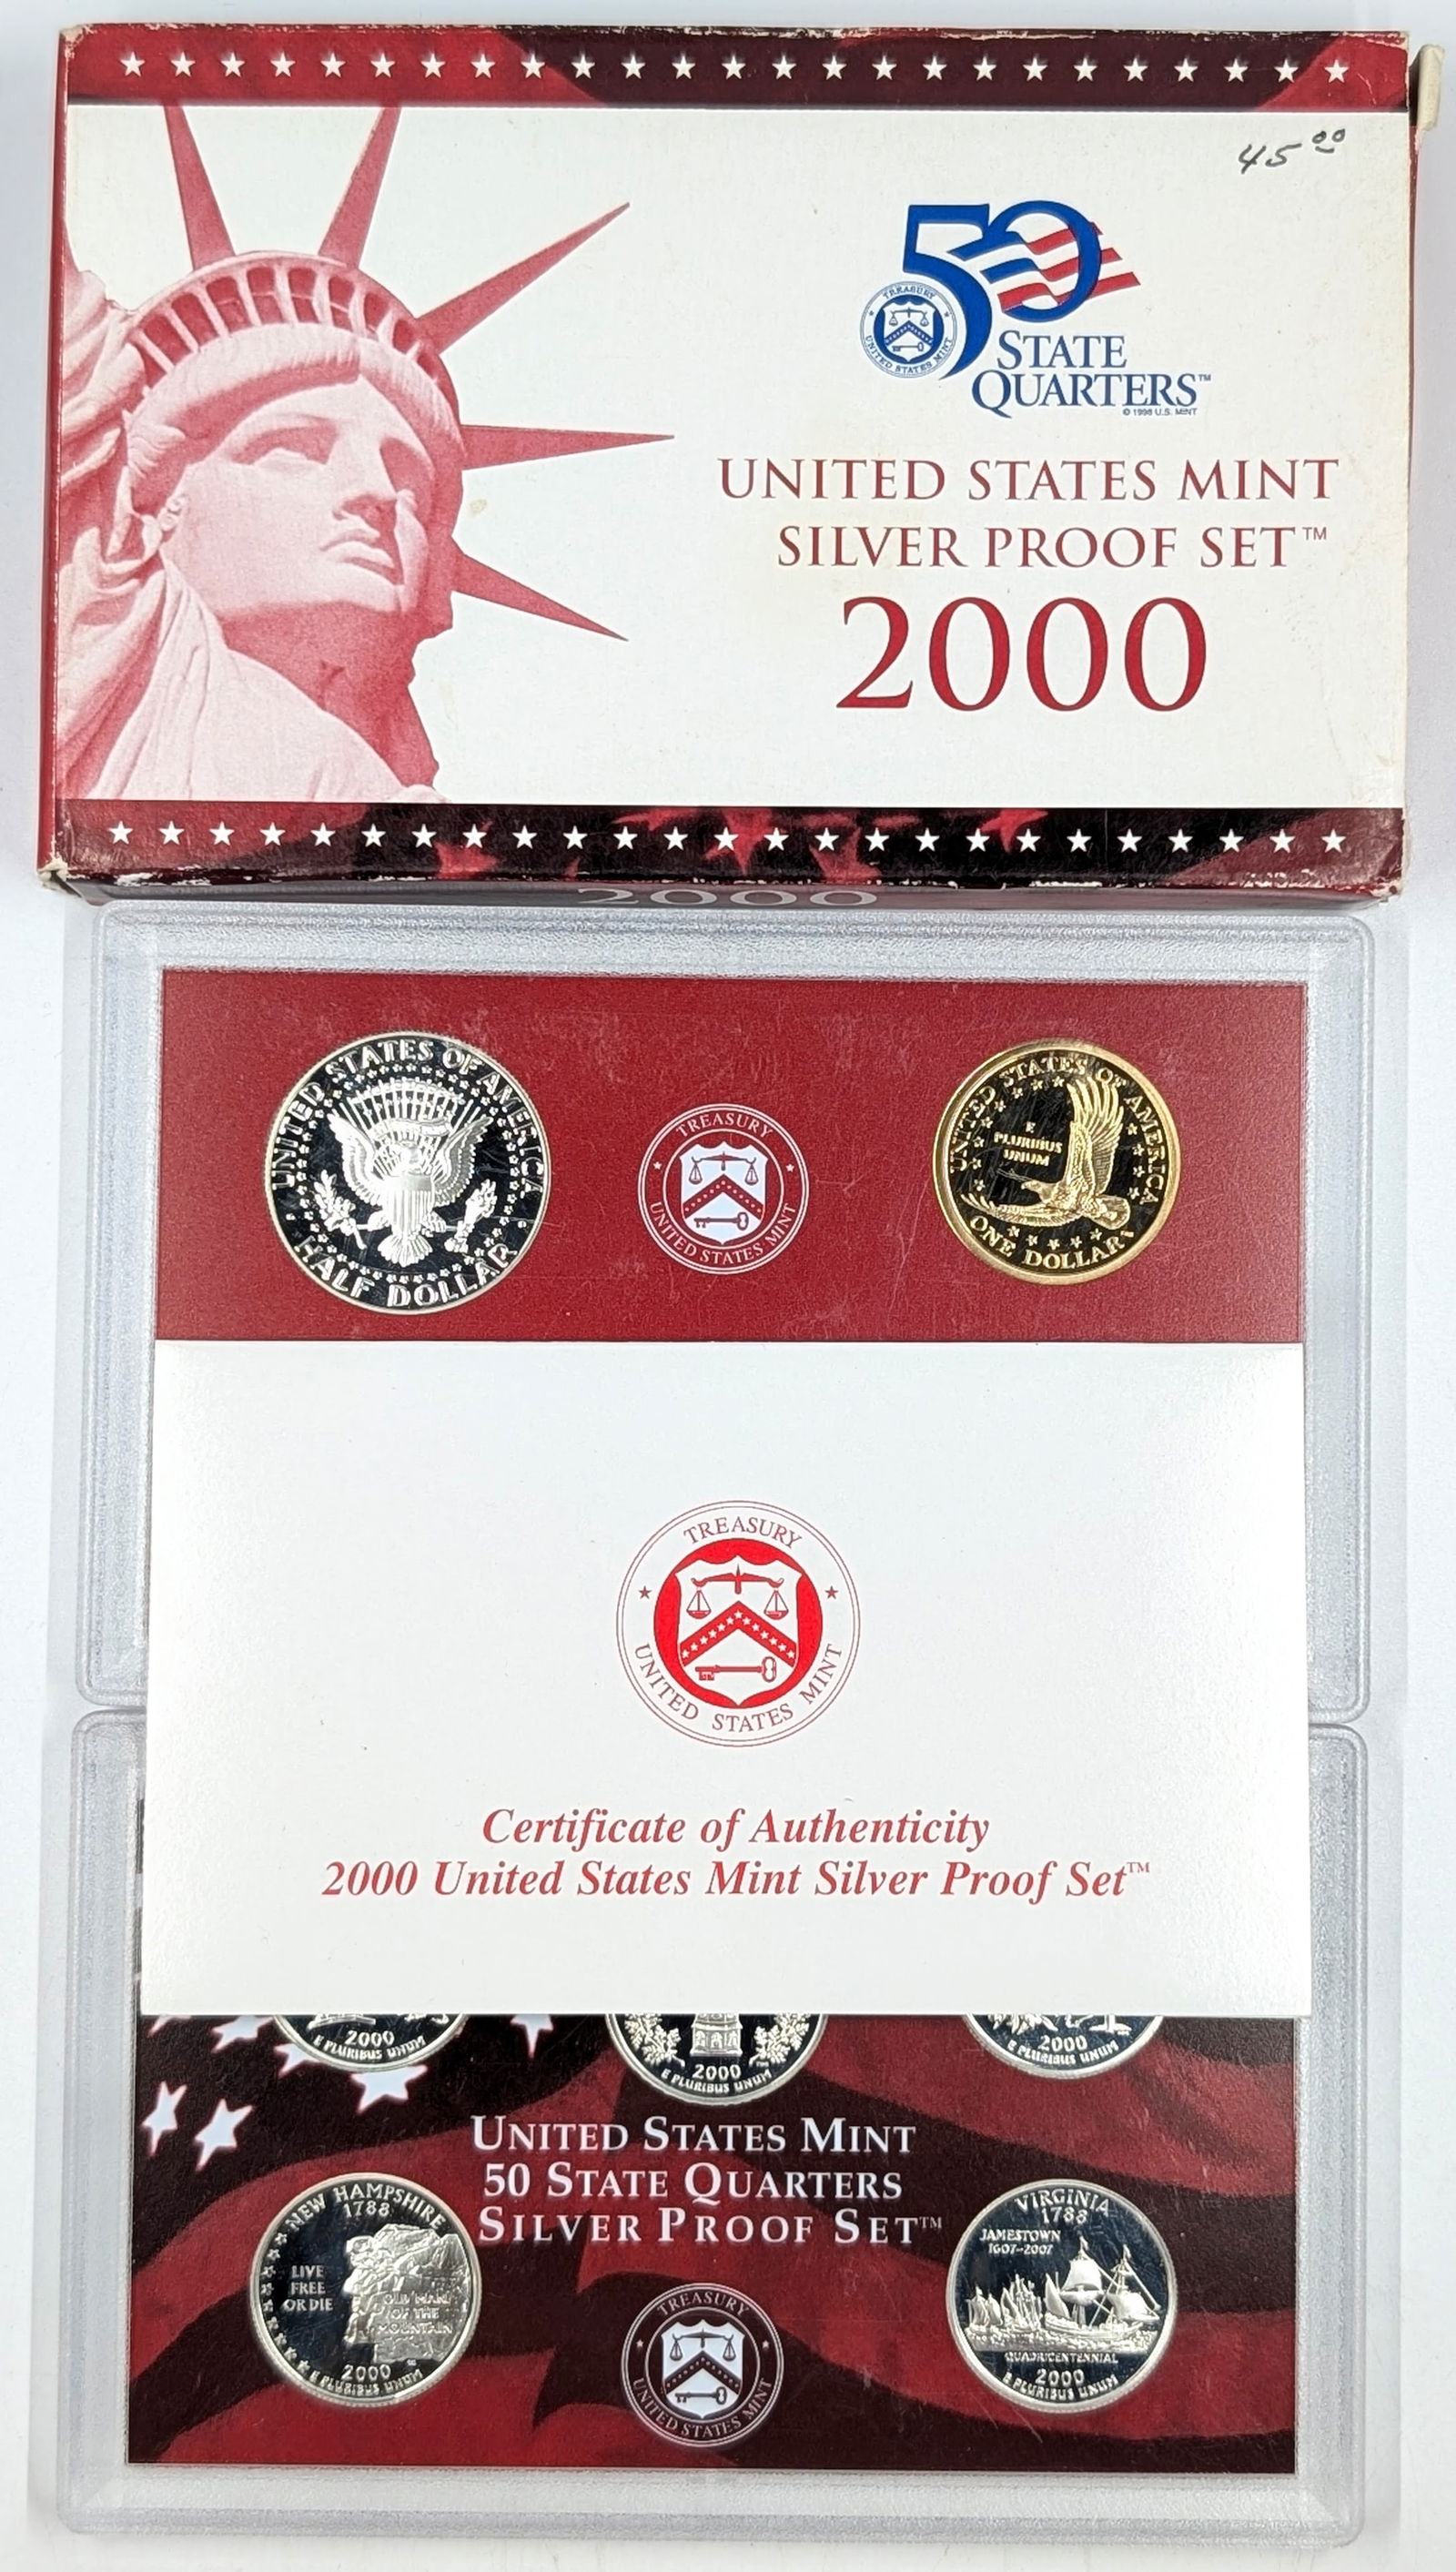 45 00
50
STATE
QUARTERS™
© 1998 U.S. MINT
TREASURY
UNITED STATES MINT
UNITED STATES MINT
SILVER PROOF SET™
2000
2000
UNITED STATES OF AMERICA
HALF DOLLAR
TREASURY
UNITED STATES MINT
UNITED STATES OF AMERICA
E
PLURIBUS
UNUM
ONE DOLLAR
TREASURY
UNITED STATES MINT
Certificate of Authenticity
2000 United States Mint Silver Proof Set™
2000
E PLURIBUS UNUM
2000
E PLURIBUS UNUM
2000
E PLURIBUS UNUM
UNITED STATES MINT
50 STATE QUARTERS
SILVER PROOF SET™
NEW HAMPSHIRE
1788
LIVE
FREE
OR DIE
OLD MAN
OF THE
MOUNTAIN
2000
E PLURIBUS UNUM
TREASURY
UNITED STATES MINT
VIRGINIA
1788
JAMESTOWN
1607-2007
QUADRICENTENNIAL
2000
E PLURIBUS UNUM